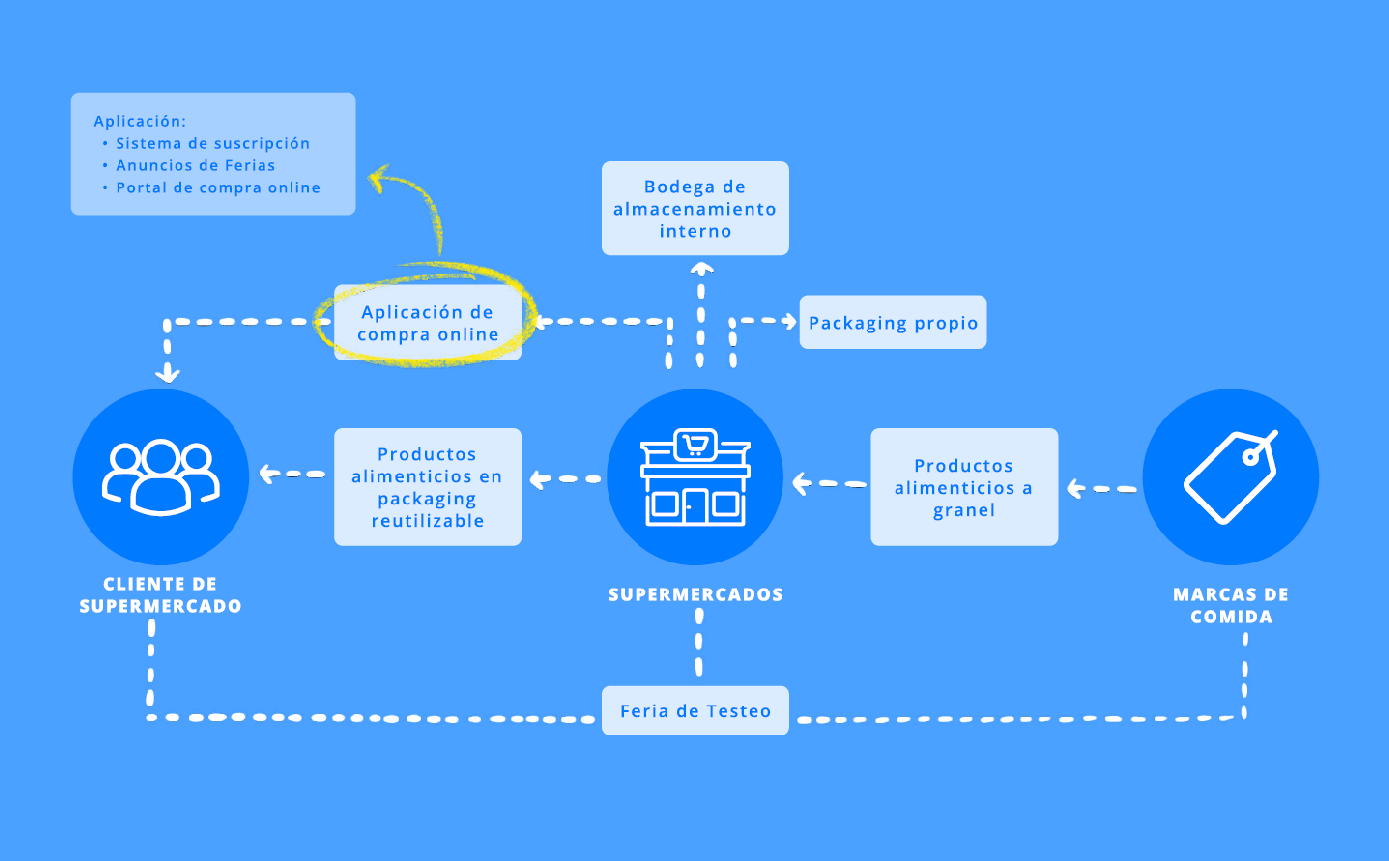 Aplicación:
• Sistema de suscripción
• Anuncios de Ferias
• Portal de compra online
Bodega de
almacenamiento
interno
Aplicación de
compra online
Packaging propio
Productos
alimenticios en
packaging
reutilizable
Productos
alimenticios a
granel
CLIENTE DE
SUPERMERCADO
SUPERMERCADOS
MARCAS DE
COMIDA
Feria de Testeo